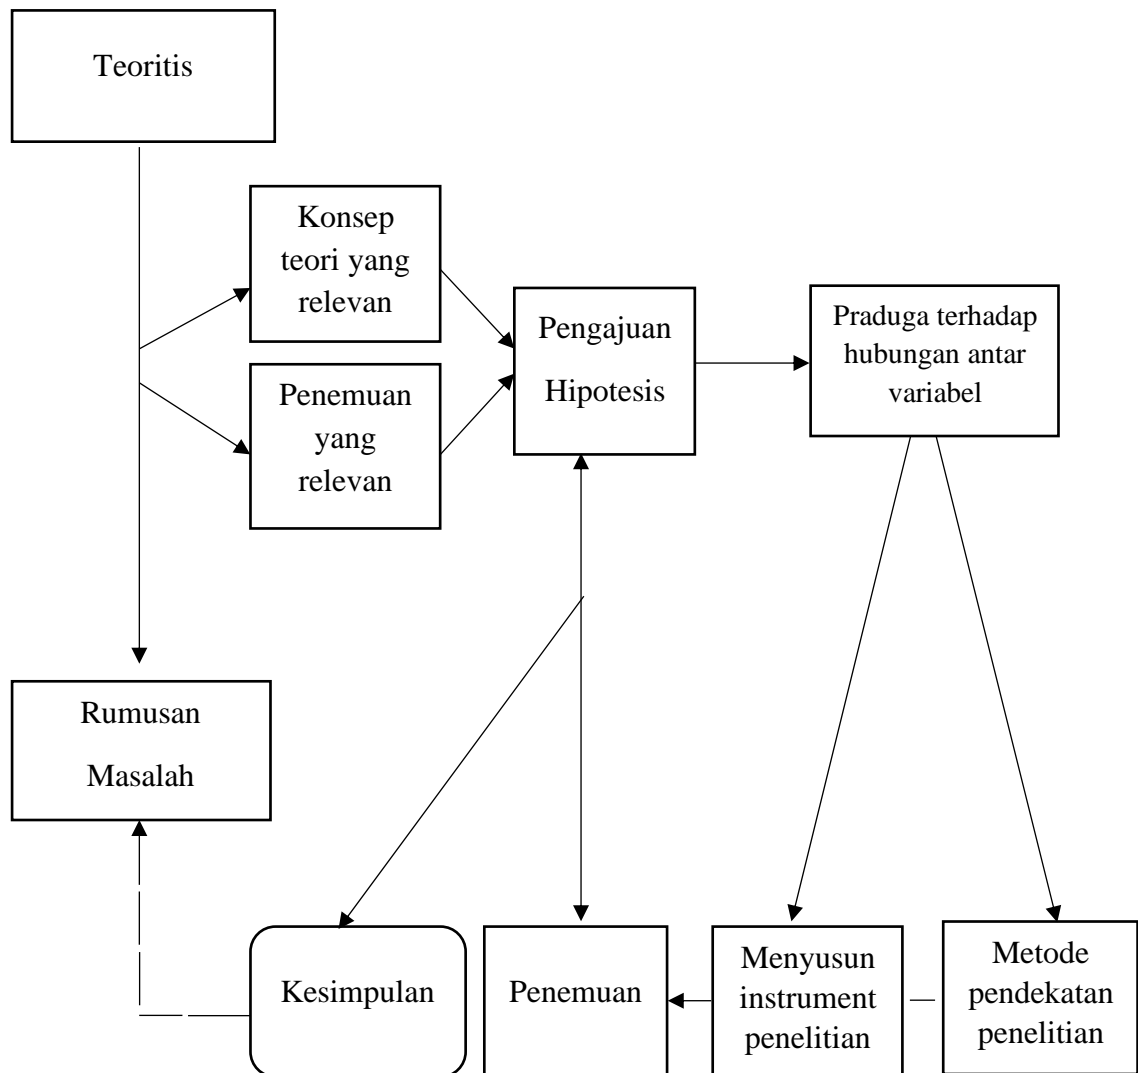 Teoritis
Konsep
teori yang
relevan
Penemuan
yang
relevan
Pengajuan
Hipotesis
Praduga terhadap
hubungan antar
variabel
Rumusan
Masalah
Kesimpulan
Penemuan
Menyusun
instrument
penelitian
Metode
pendekatan
penelitian